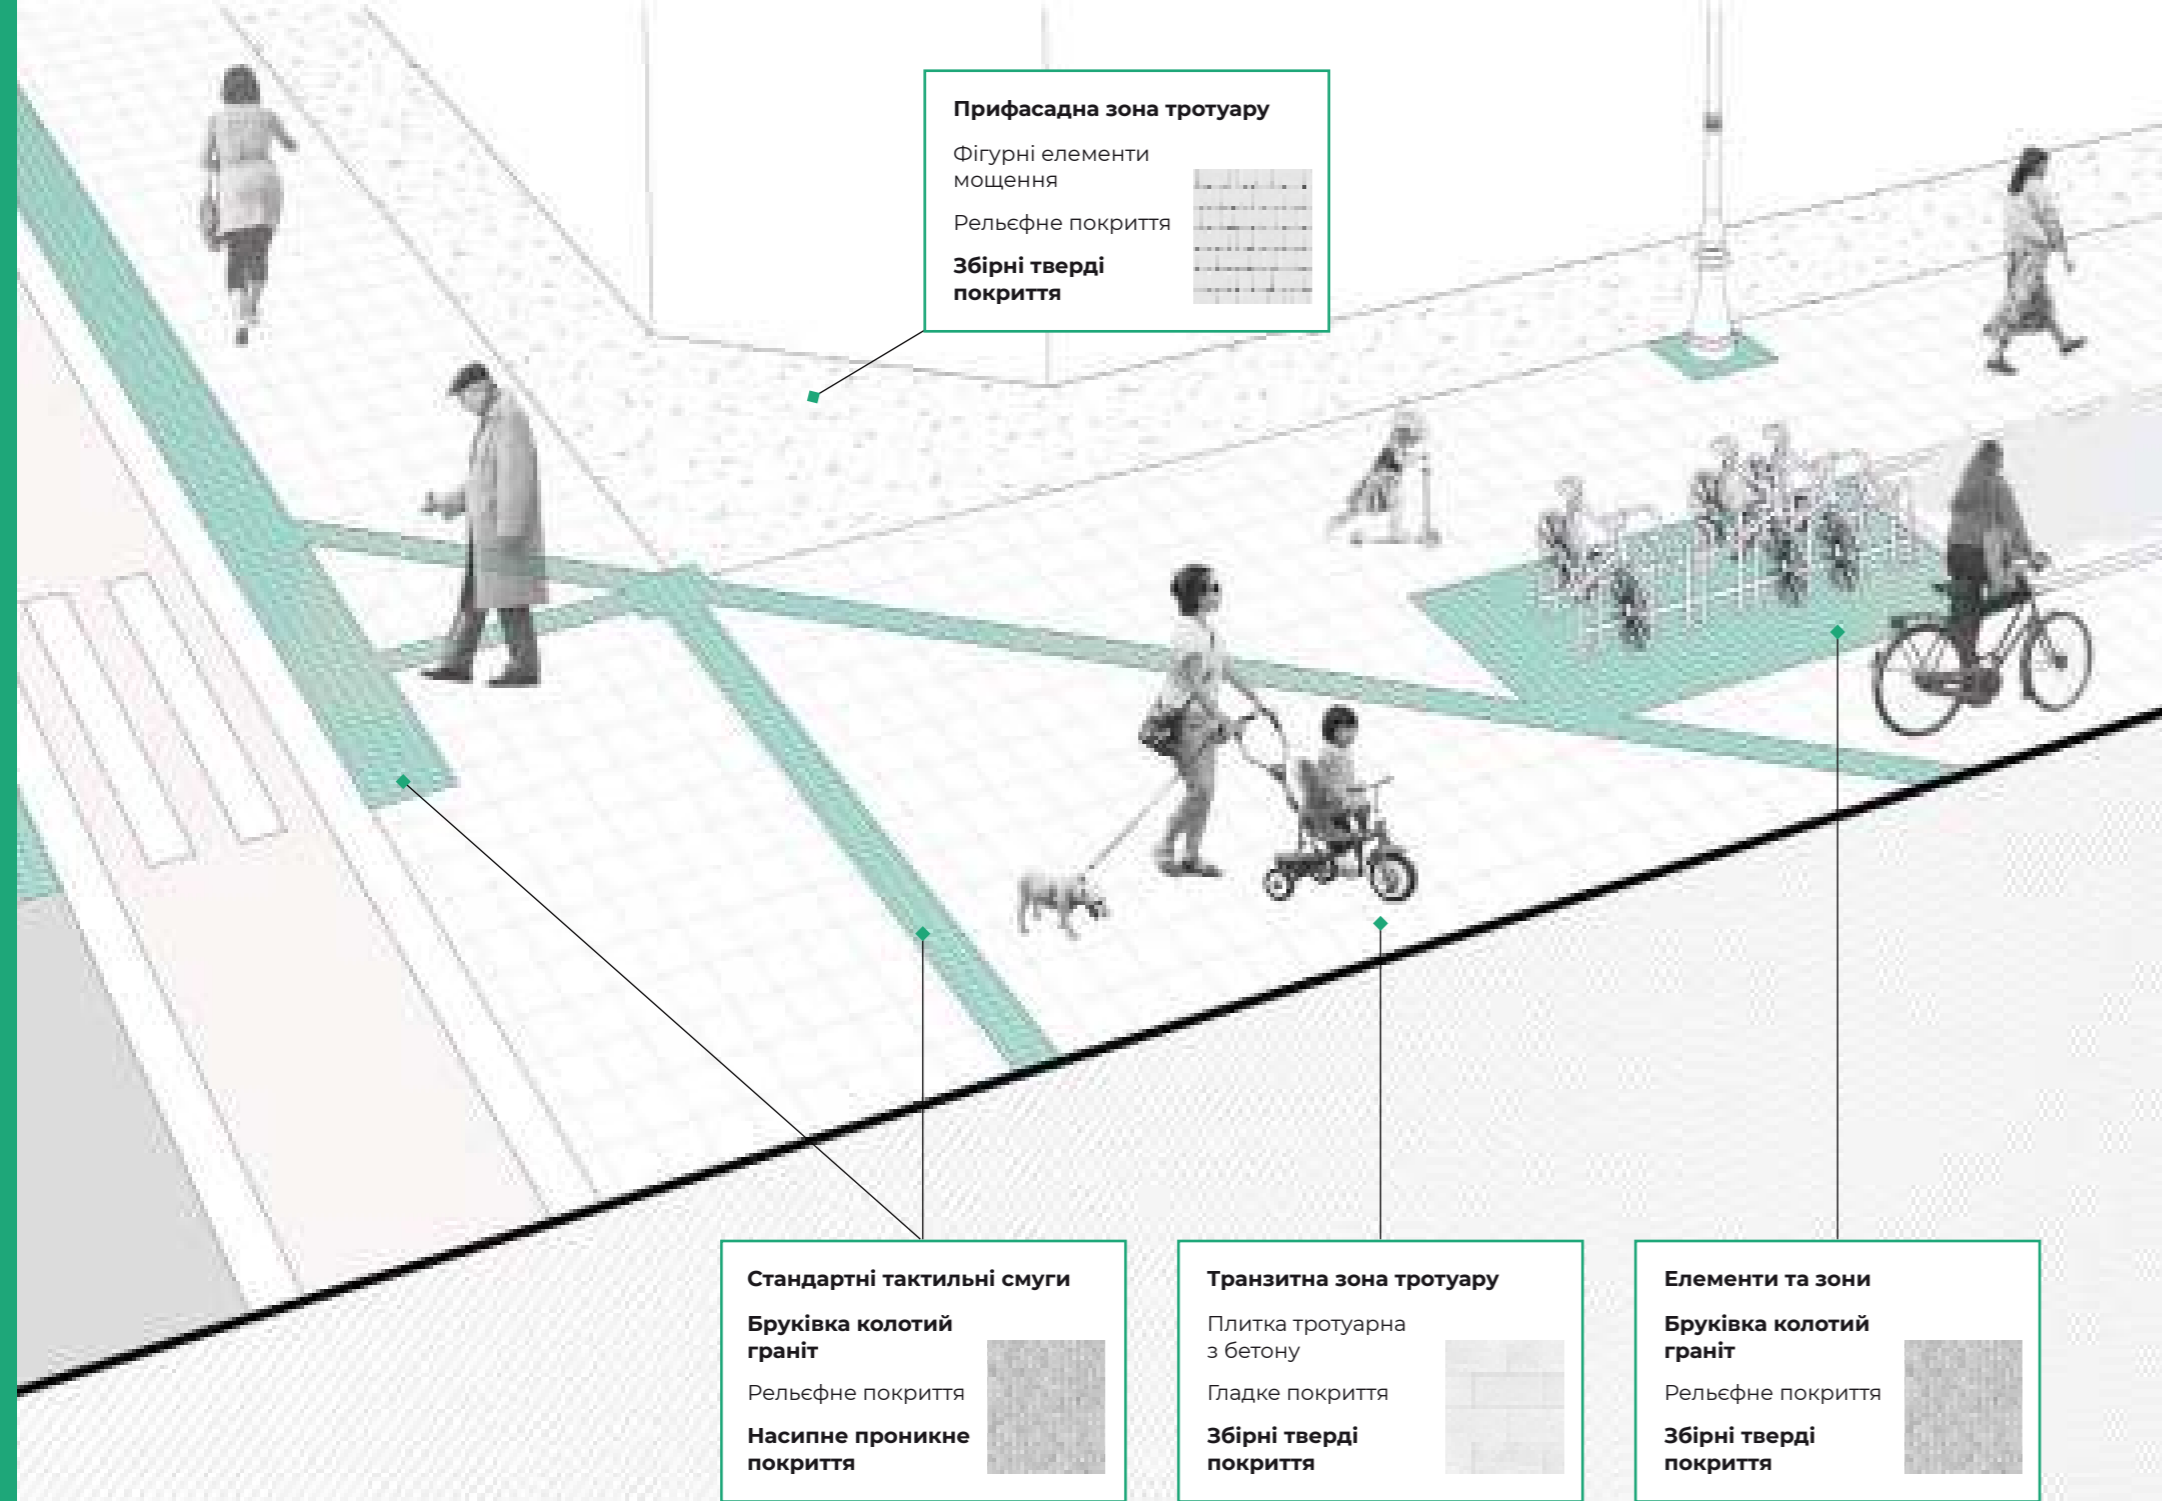 Прифасадна зона тротуару
Фігурні елементи
мощення
Рельєфне покриття
Збірні тверді
покриття
Стандартні тактильні смуги
Бруківка колотий
граніт
Рельєфне покриття
Насипне проникне
покриття
Транзитна зона тротуару
Плитка тротуарна
з бетону
Гладке покриття
Збірні тверді
покриття
Елементи та зони
Бруківка колотий
граніт
Рельєфне покриття
Збірні тверді
покриття